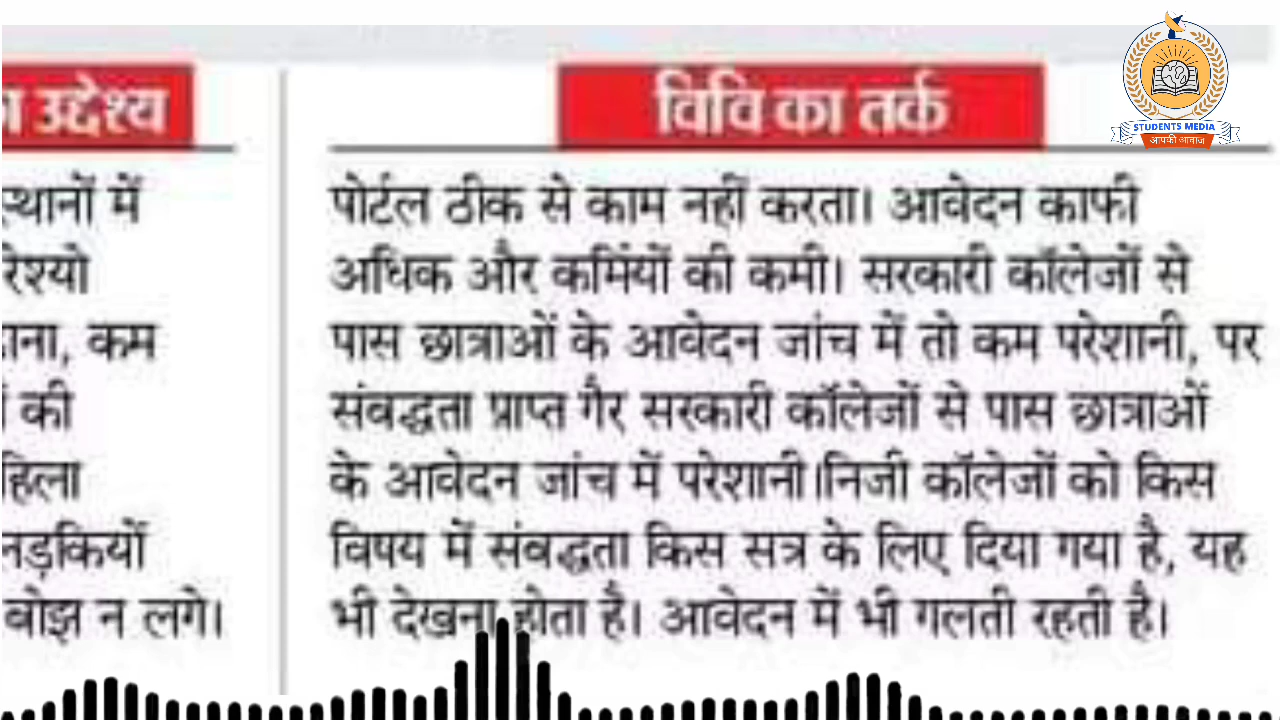 उद्देश्य
में
रेश्यो
कम
की
बोझ न लगे।
विवि का तर्क
पोर्टल ठीक से काम नहीं करता। आवेदन काफी
अधिक और कर्मियों की कमी। सरकारी कॉलेजों से
पास छात्राओं के आवेदन जांच में तो कम परेशानी, पर
संबद्धता प्राप्त गैर सरकारी कॉलेजों से पास छात्राओं
के आवेदन जांच में परेशानी।निजी कॉलेजों को किस
विषय में संबद्धता किस सत्र के लिए दिया गया है, यह
भी देखना होता है। आवेदन में भी गलती रहती है।
STUDENTS MEDIA
आपकी आवाज